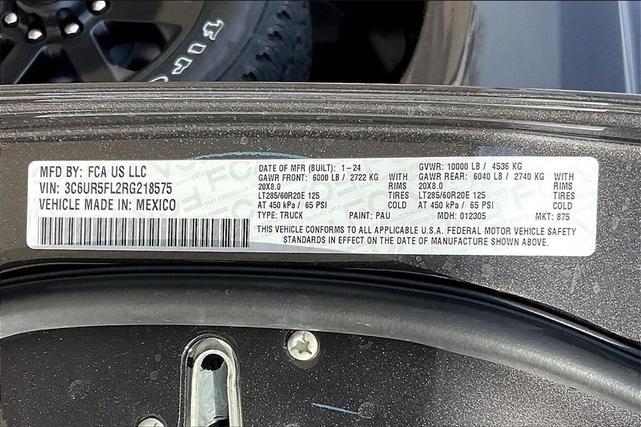 FIRE
MFD BY: FCA US LLC
VIN: 3C6UR5FL2RG218575
VEHICLE MADE IN: MEXICO
DATE OF MFR (BUILT): 1-24 GVWR: 10000 LB / 4536 KG
GAWR FRONT: 6000 LB / 2722 KG GAWR REAR: 6040 LB / 2740 KG
20X8.0 RIMS 20X8.0 RIMS
LT285/60R20E 125 TIRES LT285/60R20E 125 TIRES
AT 450 kPa / 65 PSI COLD AT 450 kPa / 65 PSI COLD
TYPE: TRUCK PAINT: PAU MDH: 012305 MKT: 875
THIS VEHICLE CONFORMS TO ALL APPLICABLE U.S.A. FEDERAL MOTOR VEHICLE SAFETY
STANDARDS IN EFFECT ON THE DATE OF MANUFACTURE SHOWN ABOVE.